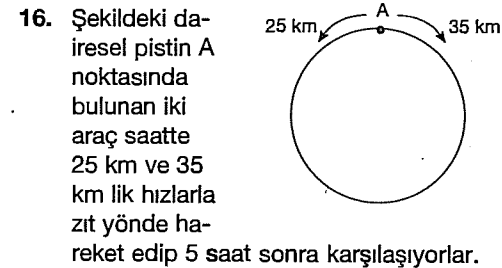 16. Şekildeki da-
iresel pistin A
noktasında
bulunan iki
araç saatte
25 km ve 35
km lik hızlarla
zıt yönde ha-
reket edip 5 saat sonra karşılaşıyorlar.
A
25 km
35 km